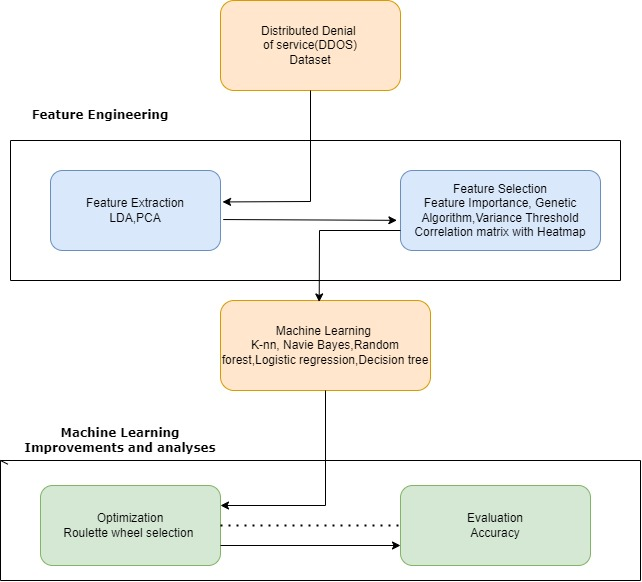 Distributed Denial
of service(DDOS)
Dataset
Feature Engineering
Feature Extraction
LDA,PCA
Feature Selection
Feature Importance, Genetic
Algorithm,Variance Threshold
Correlation matrix with Heatmap
Machine Learning
K-nn, Navie Bayes,Random
forest,Logistic regression,Decision tree
Machine Learning
Improvements and analyses
Optimization
Roulette wheel selection
Evaluation
Accuracy